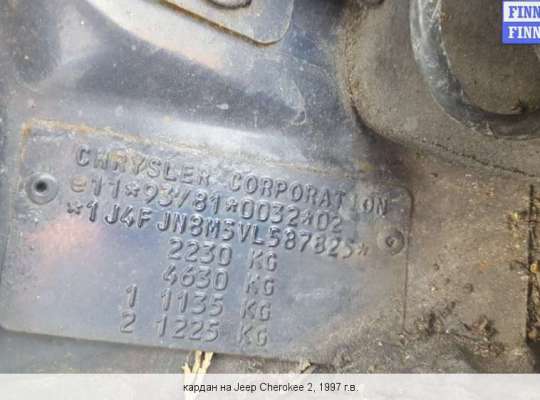 FINN
FINN
CHRYSLER CORPORATION
e11*93/81*0032*02
*1J4FJN8M5VL587825*
2230 KG
4630 KG
1 1135 KG
2 1225 KG
кардан на Jeep Cherokee 2, 1997 г.в.